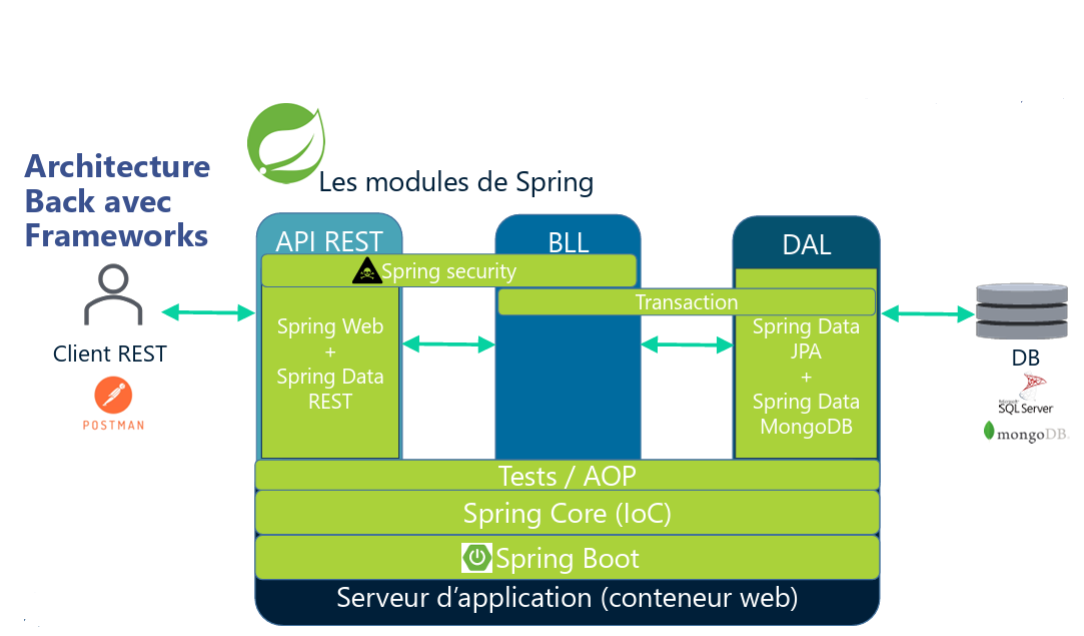 Architecture
Back avec
Frameworks
Les modules de Spring
API REST
BLL
DAL
Spring security
Transaction
Spring Web
+
Spring Data
REST
Spring Data
JPA
+
Spring Data
MongoDB
Client REST
POSTMAN
DB
Microsoft
SQL Server
mongoDB.
Tests / AOP
Spring Core (IoC)
Spring Boot
Serveur d’application (conteneur web)